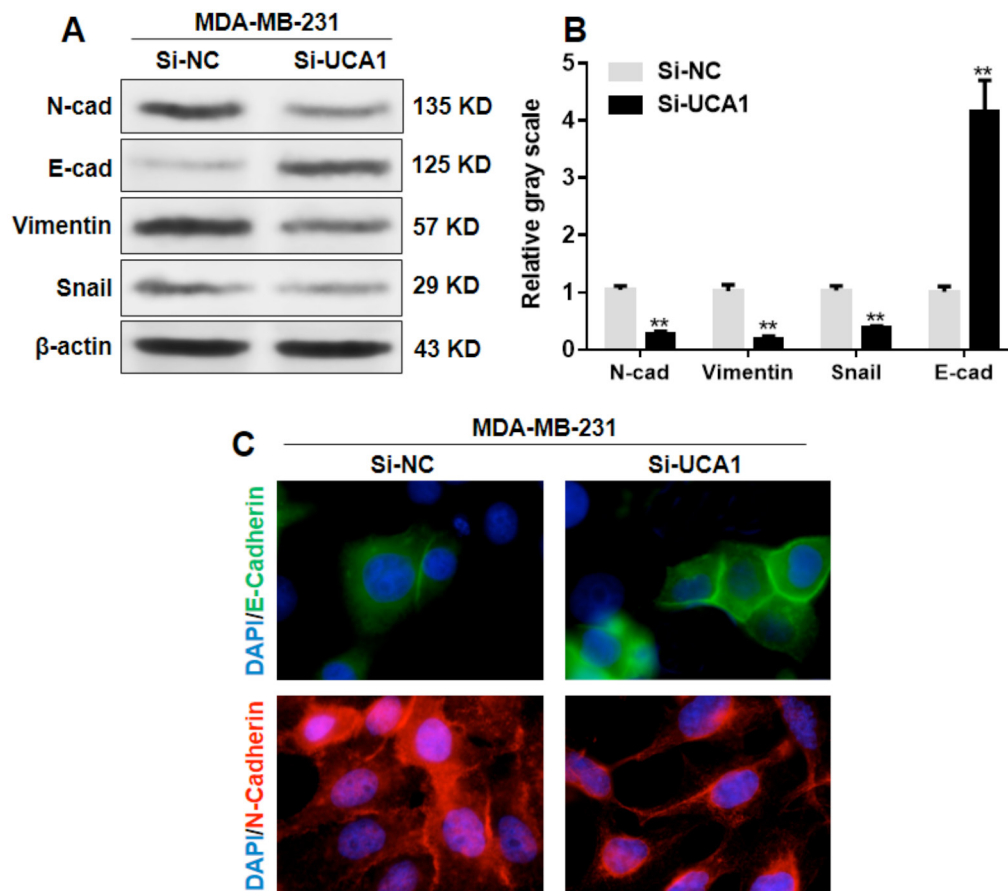 A
MDA-MB-231
Si-NC Si-UCA1
N-cad 135 KD
E-cad 125 KD
Vimentin 57 KD
Snail 29 KD
β-actin 43 KD
B
Si-NC
Si-UCA1
Relative gray scale
5
4
3
2
1
0
**
**
**
**
N-cad Vimentin Snail E-cad
C
MDA-MB-231
Si-NC Si-UCA1
DAPI/E-Cadherin
DAPI/N-Cadherin